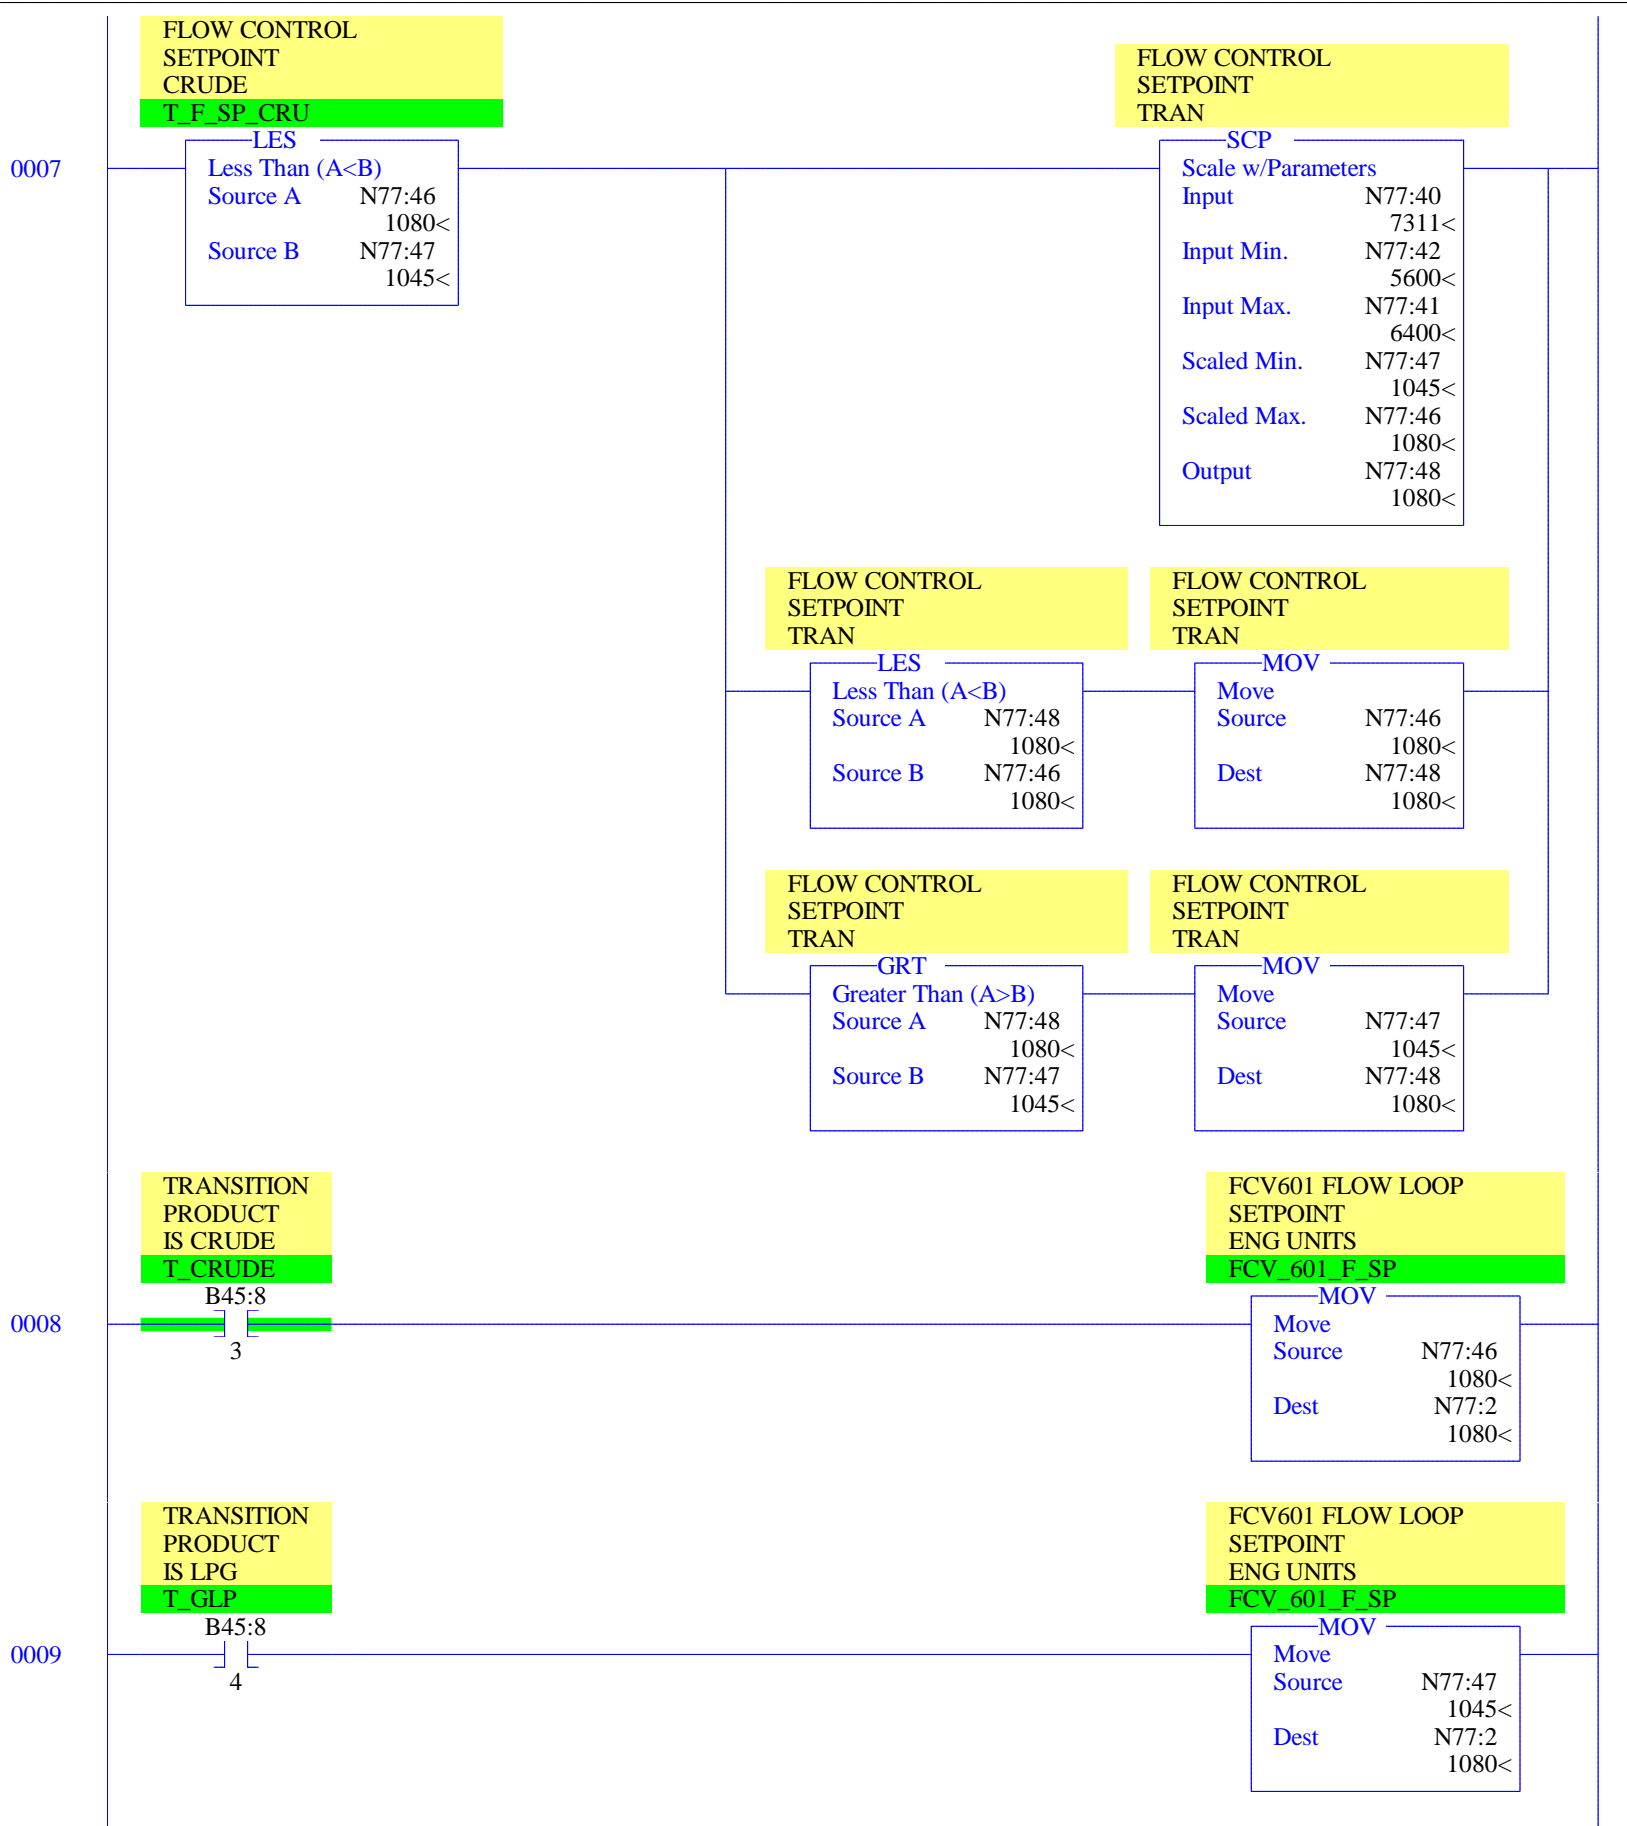 FLOW CONTROL
SETPOINT
CRUDE
T_F_SP_CRU
LES
0007
Less Than (A<B)
Source A N77:46
1080<
Source B N77:47
1045<
FLOW CONTROL
SETPOINT
TRAN
SCP
Scale w/Parameters
Input N77:40
7311<
Input Min. N77:42
5600<
Input Max. N77:41
6400<
Scaled Min. N77:47
1045<
Scaled Max. N77:46
1080<
Output N77:48
1080<
FLOW CONTROL
SETPOINT
TRAN
LES
Less Than (A<B)
Source A N77:48
1080<
Source B N77:46
1080<
FLOW CONTROL
SETPOINT
TRAN
MOV
Move
Source N77:46
1080<
Dest N77:48
1080<
FLOW CONTROL
SETPOINT
TRAN
GRT
Greater Than (A>B)
Source A N77:48
1080<
Source B N77:47
1045<
FLOW CONTROL
SETPOINT
TRAN
MOV
Move
Source N77:47
1045<
Dest N77:48
1080<
TRANSITION
PRODUCT
IS CRUDE
T_CRUDE
B45:8
0008
3
FCV601 FLOW LOOP
SETPOINT
ENG UNITS
FCV_601_F_SP
MOV
Move
Source N77:46
1080<
Dest N77:2
1080<
TRANSITION
PRODUCT
IS LPG
T_GLP
B45:8
0009
4
FCV601 FLOW LOOP
SETPOINT
ENG UNITS
FCV_601_F_SP
MOV
Move
Source N77:47
1045<
Dest N77:2
1080<